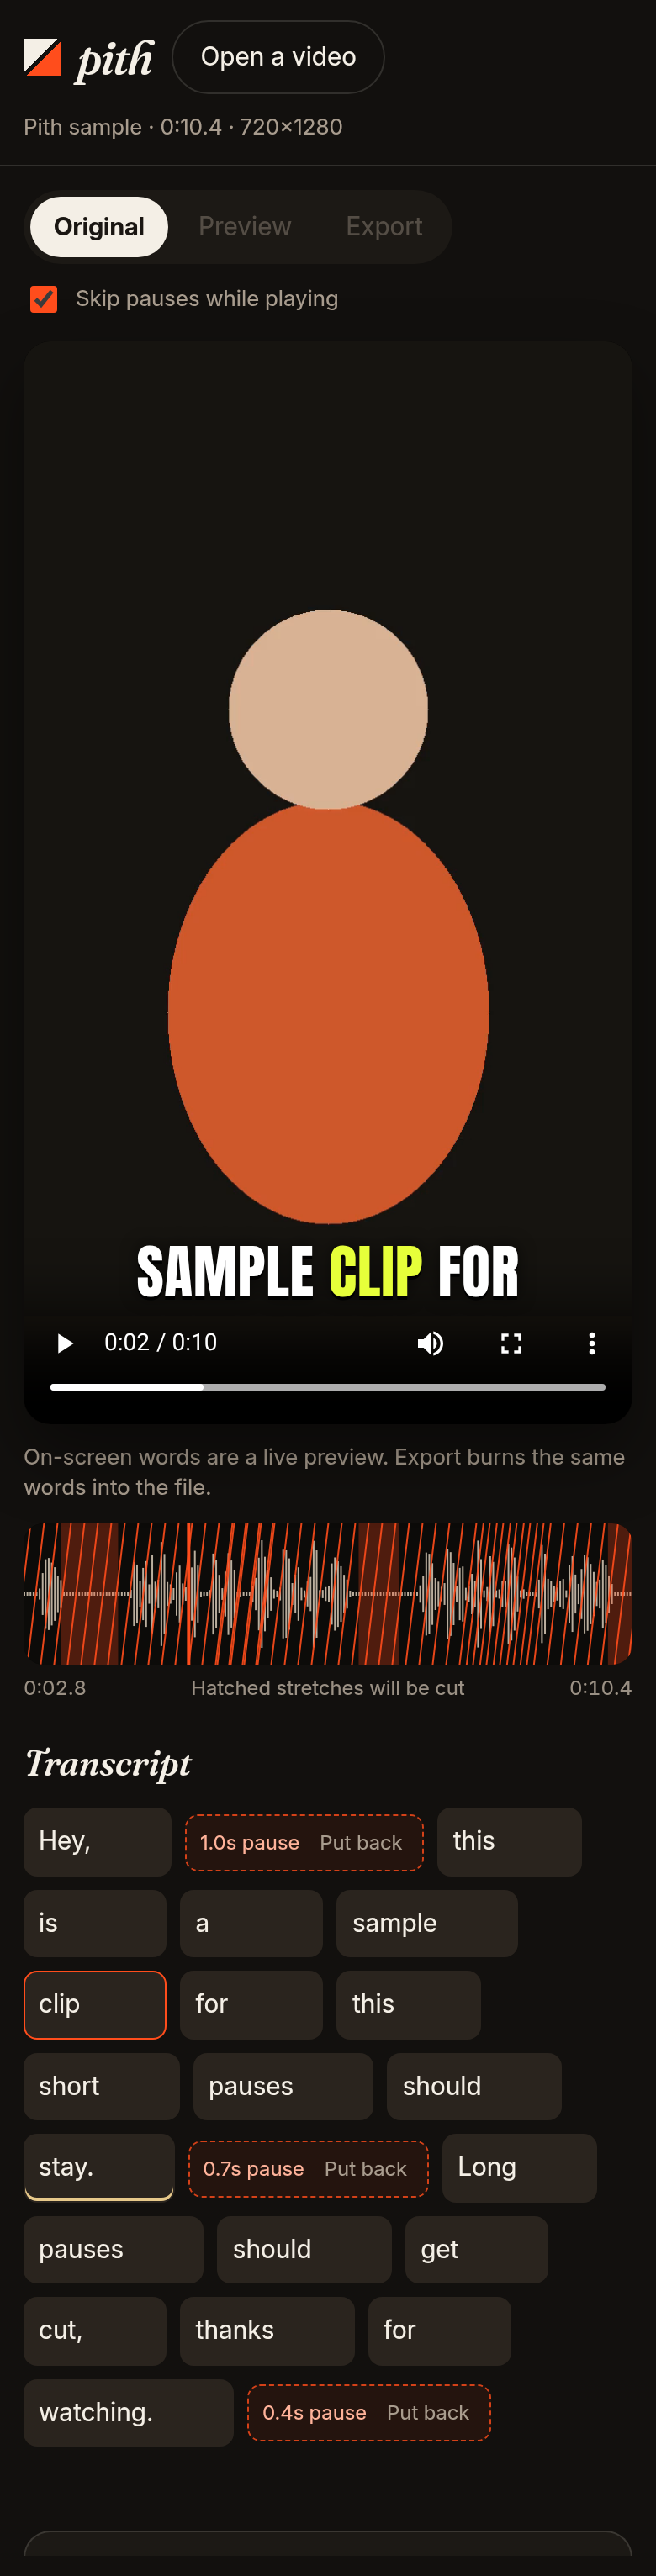 pith Open a video
Pith sample · 0:10.4 · 720×1280
Original Preview Export
Skip pauses while playing
SAMPLE CLIP FOR
0:02 / 0:10
On-screen words are a live preview. Export burns the same
words into the file.
0:02.8 Hatched stretches will be cut 0:10.4
Transcript
Hey, 1.0s pause Put back this
is a sample
clip for this
short pauses should
stay. 0.7s pause Put back Long
pauses should get
cut, thanks for
watching. 0.4s pause Put back